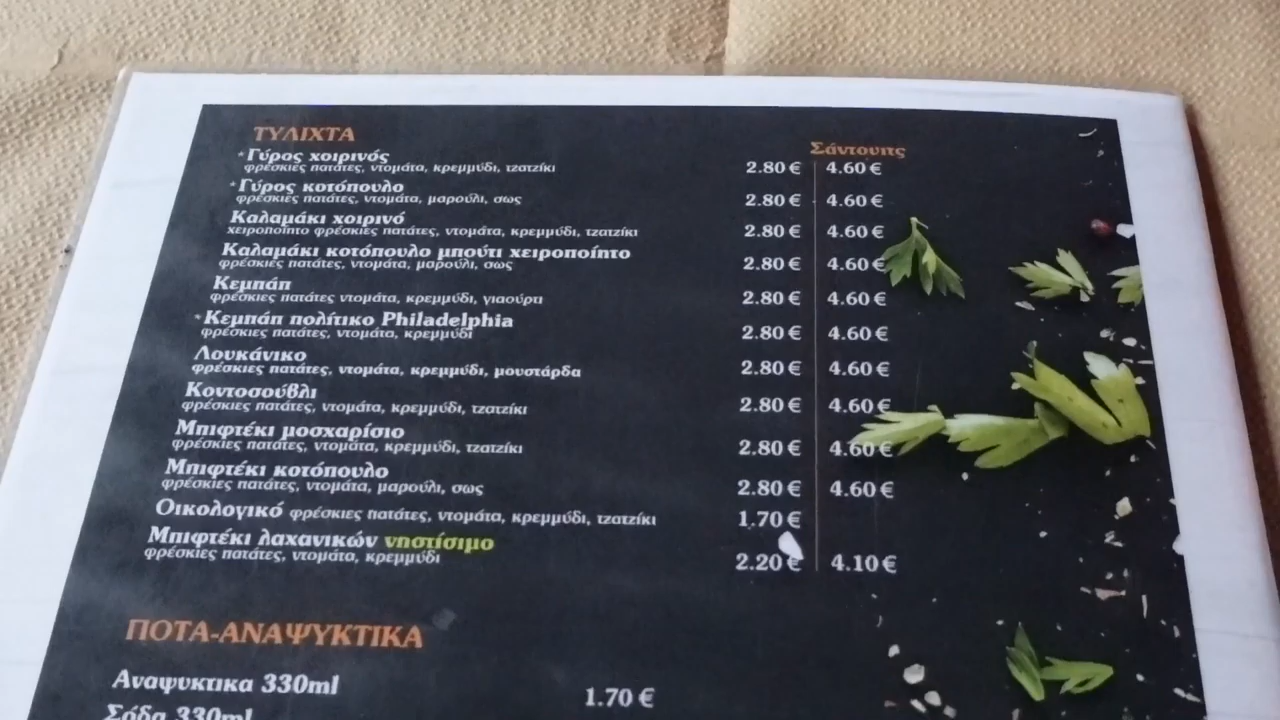 ΤΥΛΙΧΤΑ
Σάντουιτς
*Γύρος χοιρινός 2.80 € 4.60 €
φρέσκιες πατάτες, ντομάτα, κρεμμύδι, τζατζίκι
*Γύρος κοτόπουλο 2.80 € 4.60 €
φρέσκιες πατάτες, ντομάτα, μαρούλι, σως
Καλαμάκι χοιρινό 2.80 € 4.60 €
χειροποίητο φρέσκιες πατάτες, ντομάτα, κρεμμύδι, τζατζίκι
Καλαμάκι κοτόπουλο μπούτι χειροποίητο 2.80 € 4.60 €
φρέσκιες πατάτες, ντομάτα, μαρούλι, σως
Κεμπάπ 2.80 € 4.60 €
φρέσκιες πατάτες ντομάτα, κρεμμύδι, γιαούρτι
*Κεμπάπ πολίτικο Philadelphia 2.80 € 4.60 €
φρέσκιες πατάτες, ντομάτα, κρεμμύδι
Λουκάνικο 2.80 € 4.60 €
φρέσκιες πατάτες, ντομάτα, κρεμμύδι, μουστάρδα
Κοντοσούβλι 2.80 € 4.60 €
φρέσκιες πατάτες, ντομάτα, κρεμμύδι, τζατζίκι
Μπιφτέκι μοσχαρίσιο 2.80 € 4.60 €
φρέσκιες πατάτες, ντομάτα, κρεμμύδι, τζατζίκι
Μπιφτέκι κοτόπουλο 2.80 € 4.60 €
φρέσκιες πατάτες, ντομάτα, μαρούλι, σως
Οικολογικό φρέσκιες πατάτες, ντομάτα, κρεμμύδι, τζατζίκι 1.70 €
Μπιφτέκι λαχανικών νηστίσιμο 2.20 € 4.10 €
φρέσκιες πατάτες, ντομάτα, κρεμμύδι
ΠΟΤΑ-ΑΝΑΨΥΚΤΙΚΑ
Αναψυκτικα 330ml 1.70 €
Σόδα 330ml